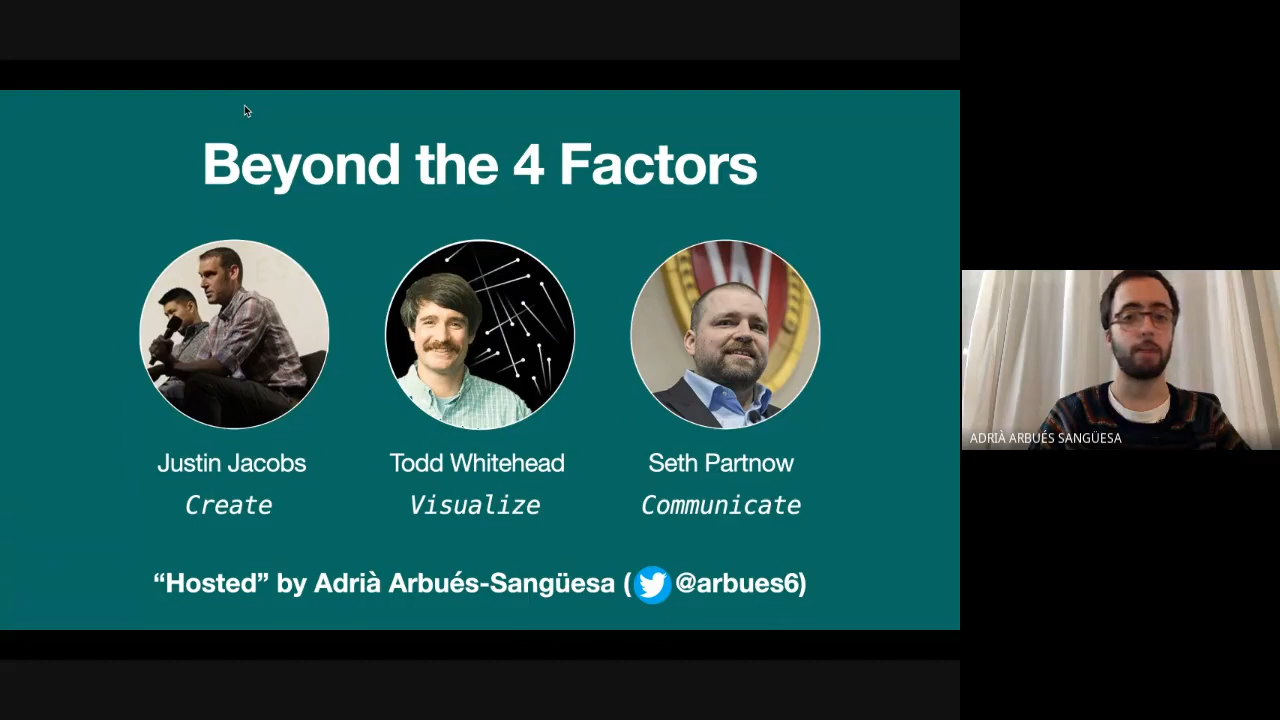 Beyond the 4 Factors
Justin Jacobs
Create
Todd Whitehead
Visualize
Seth Partnow
Communicate
“Hosted” by Adrià Arbués-Sangüesa (@arbues6)
ADRIÀ ARBUÉS SANGÜESA